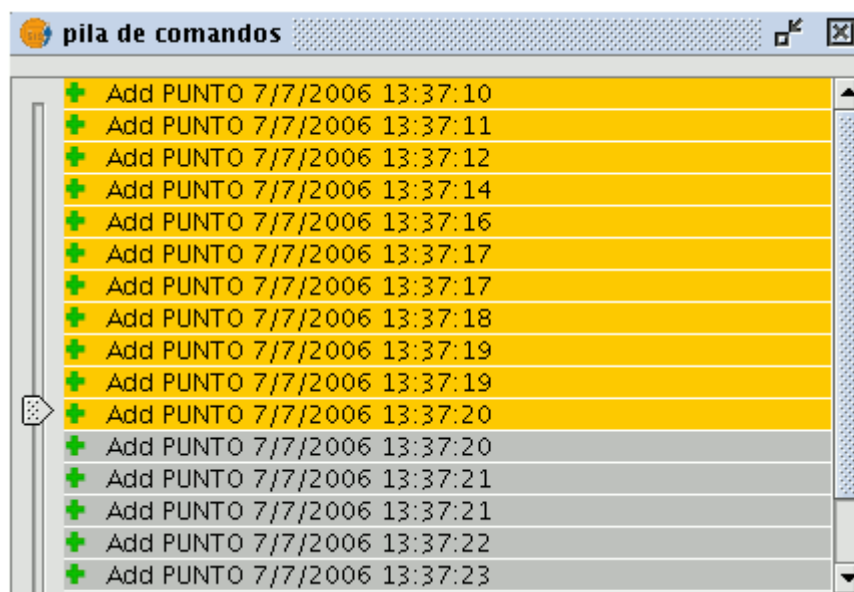 pila de comandos
Add PUNTO 7/7/2006 13:37:10
Add PUNTO 7/7/2006 13:37:11
Add PUNTO 7/7/2006 13:37:12
Add PUNTO 7/7/2006 13:37:14
Add PUNTO 7/7/2006 13:37:16
Add PUNTO 7/7/2006 13:37:17
Add PUNTO 7/7/2006 13:37:17
Add PUNTO 7/7/2006 13:37:18
Add PUNTO 7/7/2006 13:37:19
Add PUNTO 7/7/2006 13:37:19
Add PUNTO 7/7/2006 13:37:20
Add PUNTO 7/7/2006 13:37:20
Add PUNTO 7/7/2006 13:37:21
Add PUNTO 7/7/2006 13:37:21
Add PUNTO 7/7/2006 13:37:22
Add PUNTO 7/7/2006 13:37:23